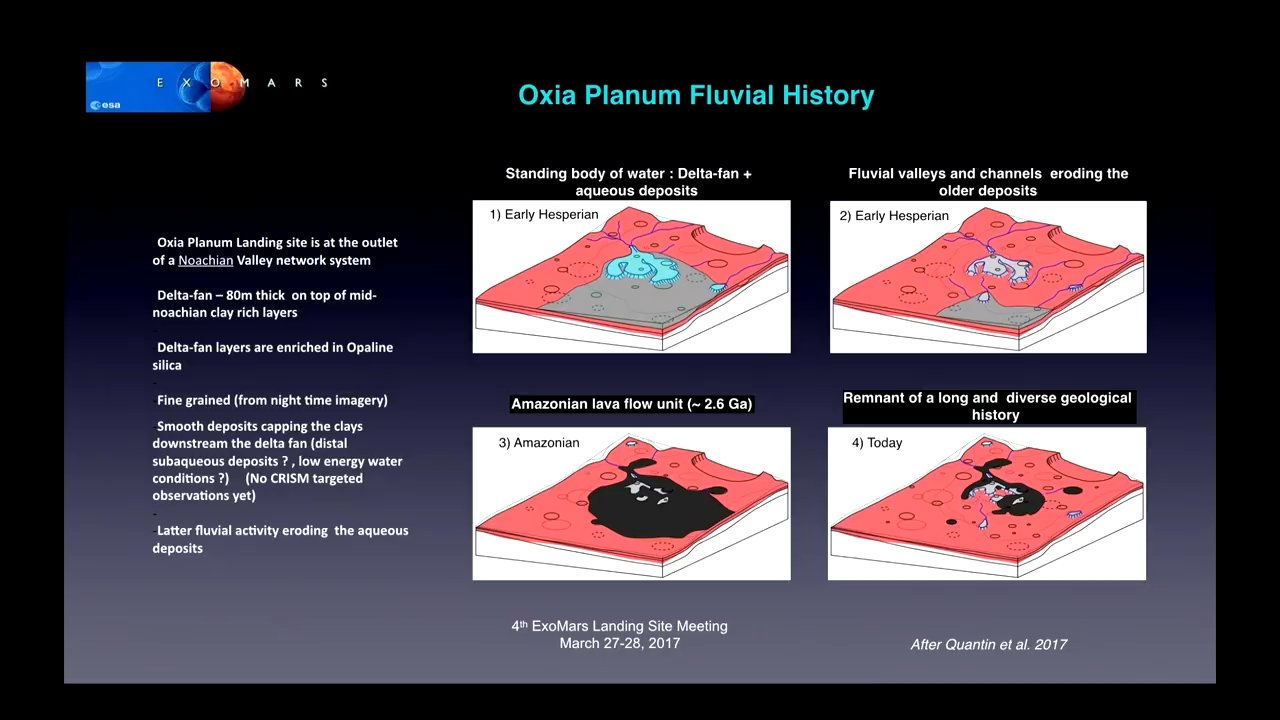 E X O M A R S
esa
Oxia Planum Fluvial History
Oxia Planum Landing site is at the outlet
of a Noachian Valley network system
Delta-fan – 80m thick on top of mid-
noachian clay rich layers
-
Delta-fan layers are enriched in Opaline
silica
-
Fine grained (from night time imagery)
Smooth deposits capping the clays
downstream the delta fan (distal
subaqueous deposits ? , low energy water
conditions ?) (No CRISM targeted
observations yet)
-
-Latter fluvial activity eroding the aqueous
deposits
Standing body of water : Delta-fan +
aqueous deposits
1) Early Hesperian
Fluvial valleys and channels eroding the
older deposits
2) Early Hesperian
Amazonian lava flow unit (~ 2.6 Ga)
3) Amazonian
Remnant of a long and diverse geological
history
4) Today
4th ExoMars Landing Site Meeting
March 27-28, 2017
After Quantin et al. 2017